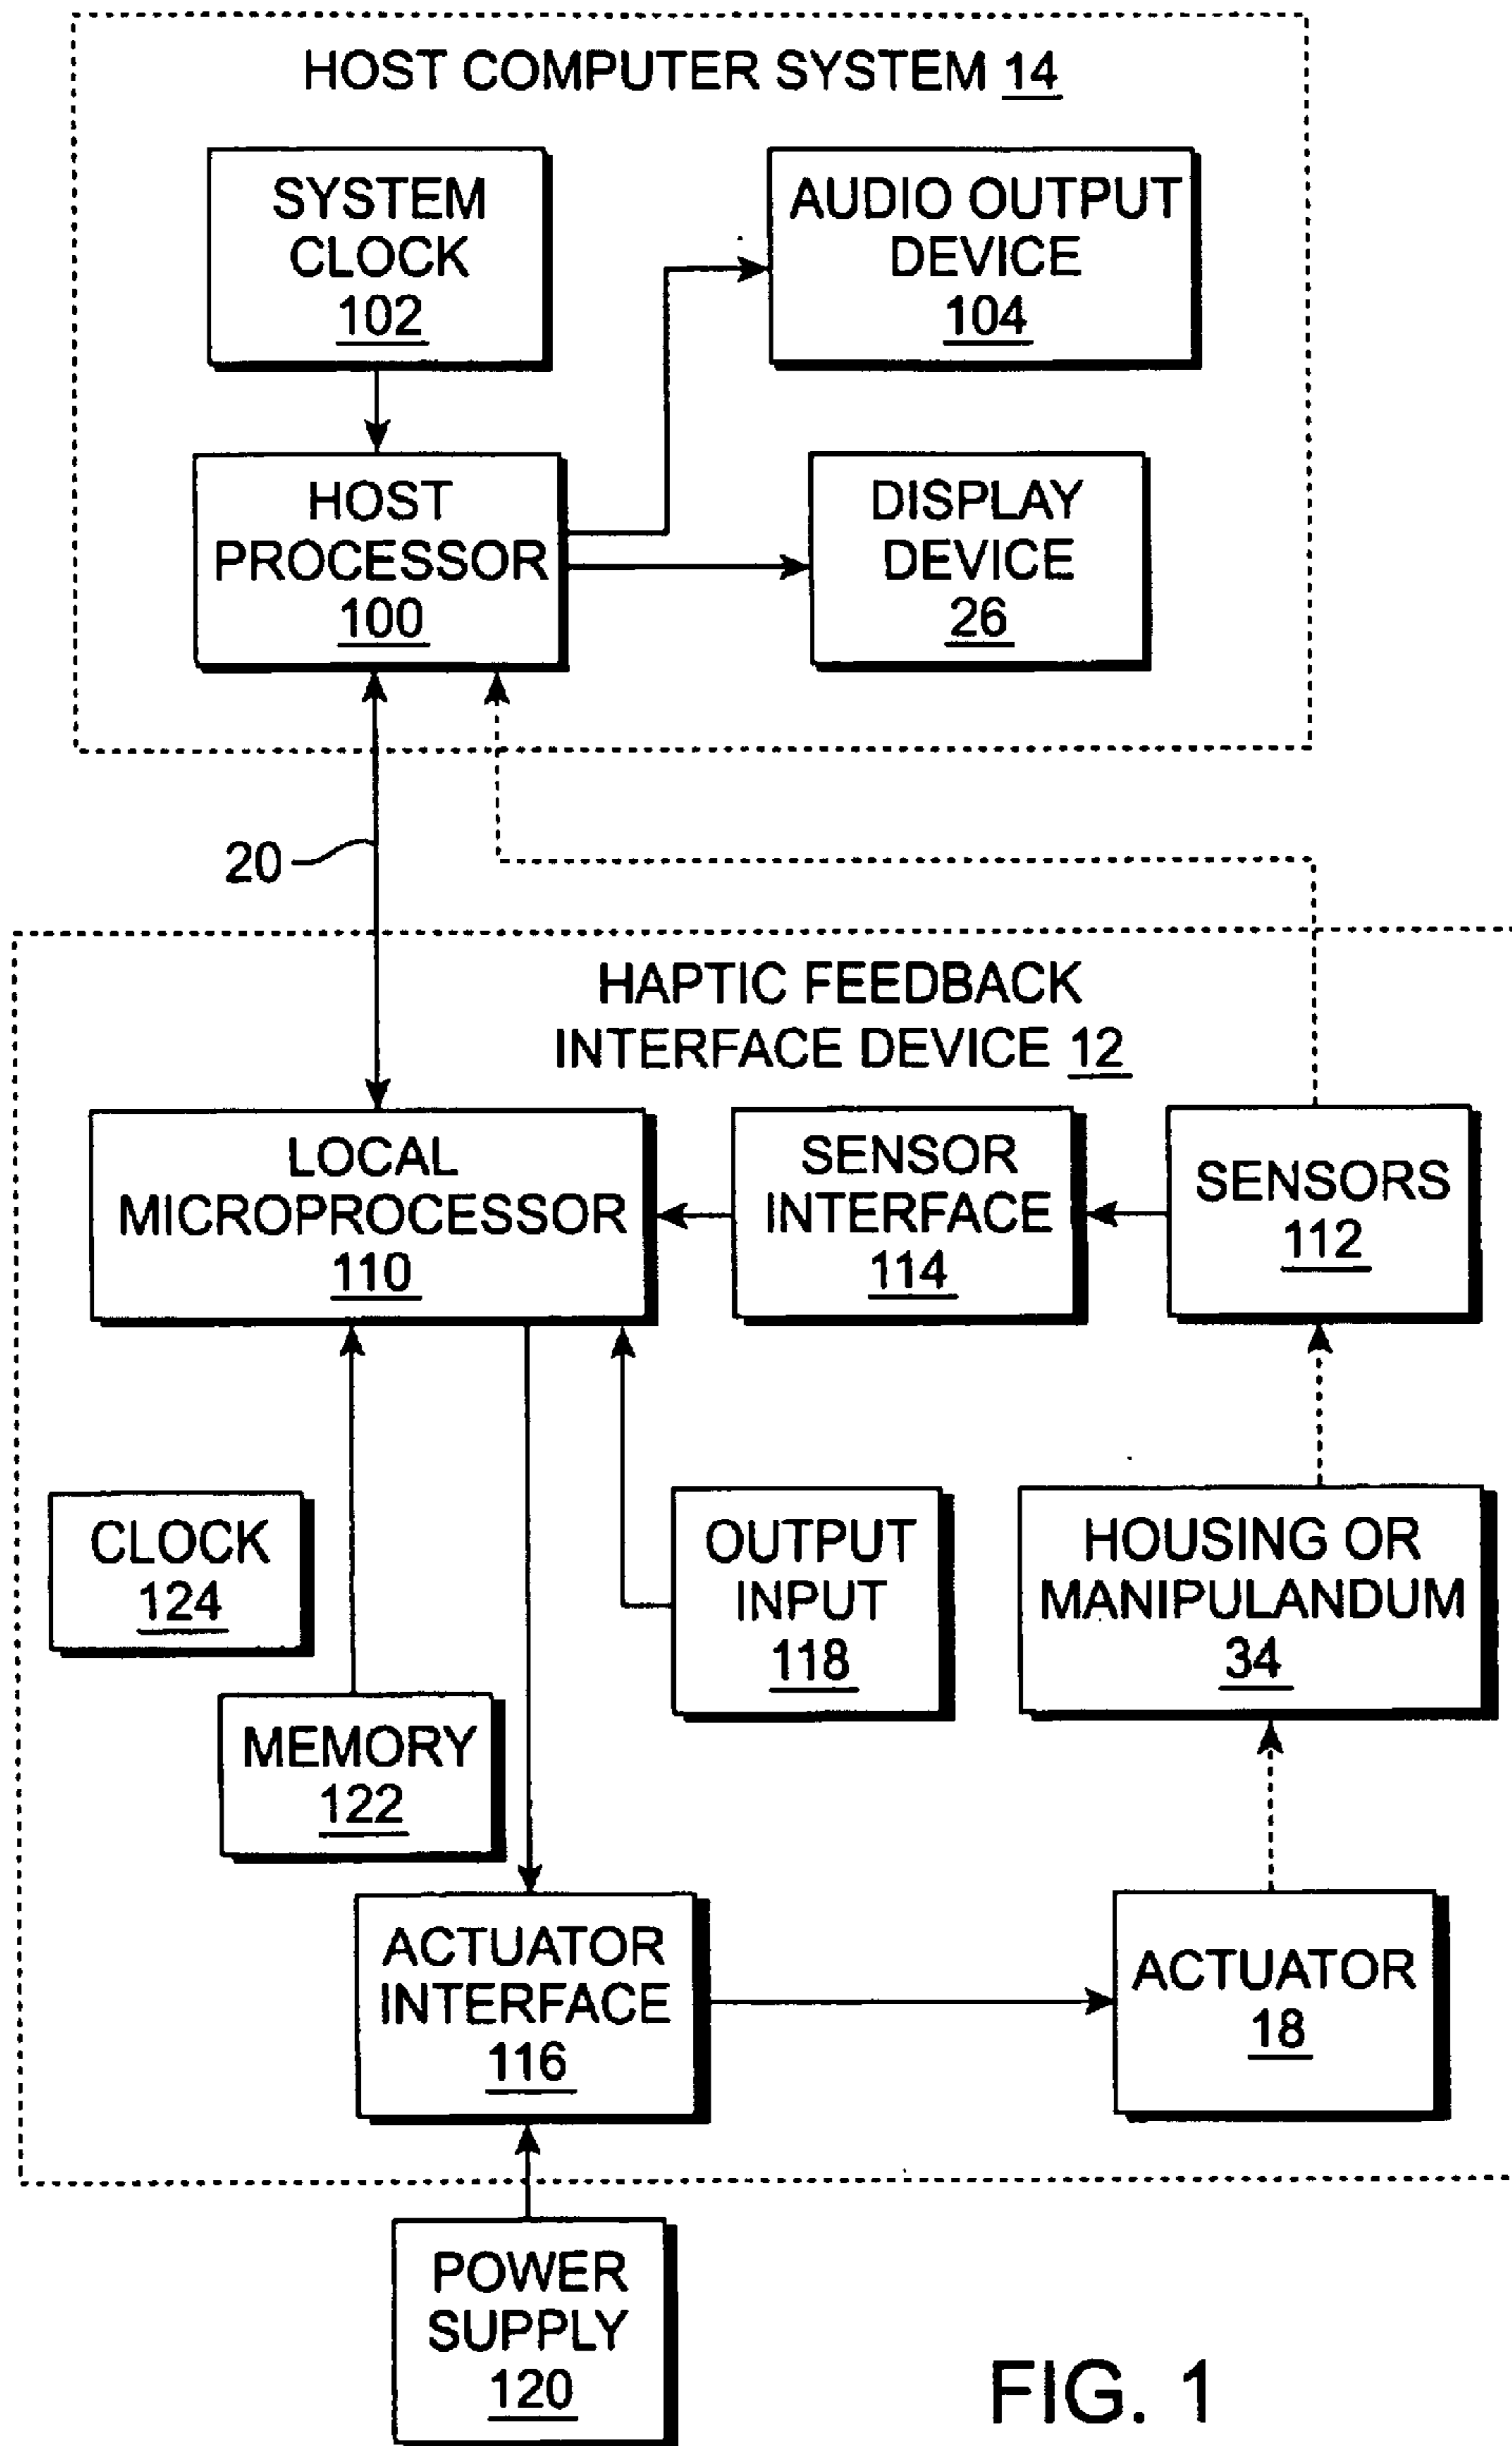 HOST COMPUTER SYSTEM 14
SYSTEM
CLOCK
102
AUDIO OUTPUT
DEVICE
104
HOST
PROCESSOR
100
DISPLAY
DEVICE
26
20
HAPTIC FEEDBACK
INTERFACE DEVICE 12
LOCAL
MICROPROCESSOR
110
SENSOR
INTERFACE
114
SENSORS
112
CLOCK
124
OUTPUT
INPUT
118
HOUSING OR
MANIPULANDUM
34
MEMORY
122
ACTUATOR
INTERFACE
116
ACTUATOR
18
POWER
SUPPLY
120
FIG. 1